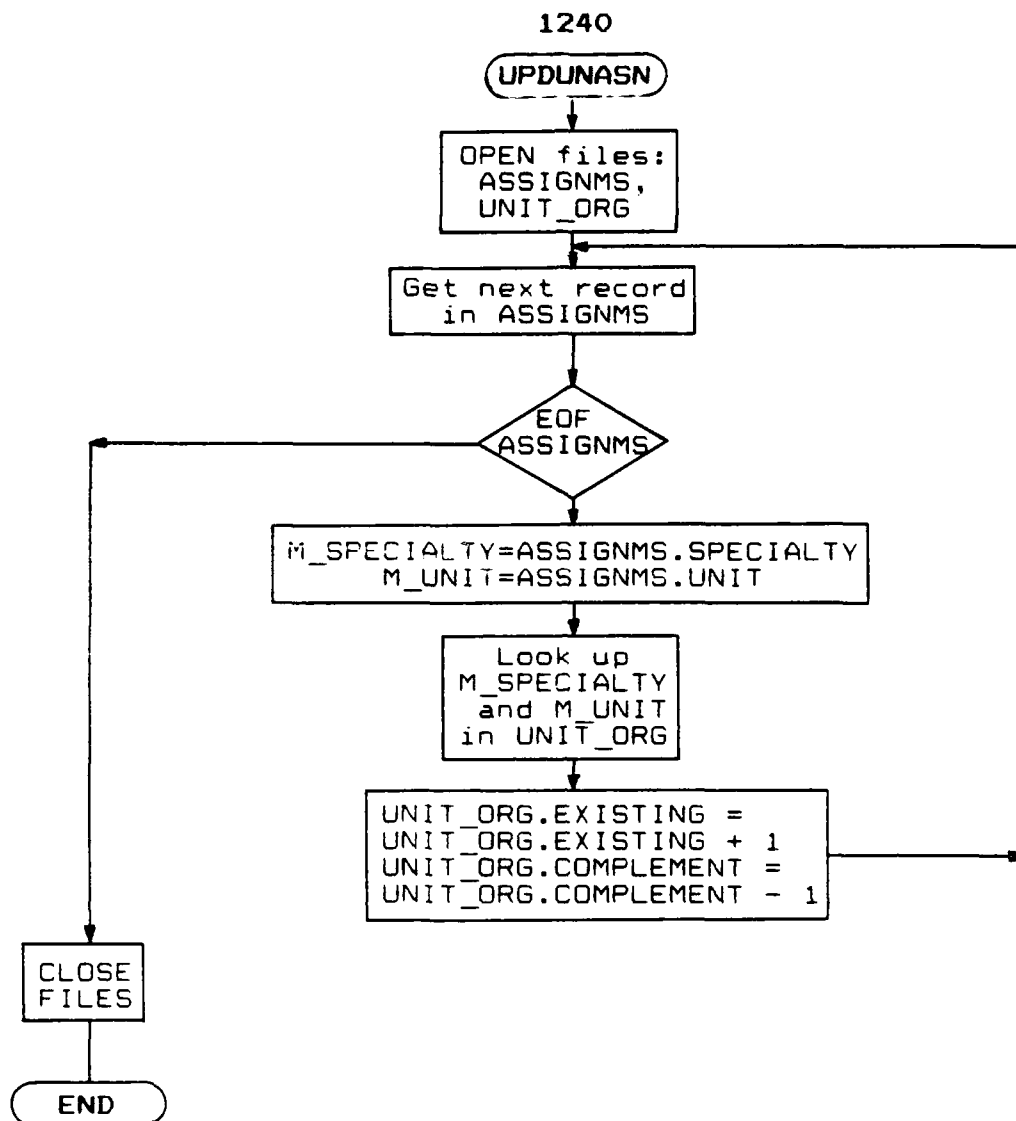 1240
UPDUNASN
OPEN files:
ASSIGNMS,
UNIT_ORG
Get next record
in ASSIGNMS
EOF
ASSIGNMS
M_SPECIALTY=ASSIGNMS.SPECIALTY
M_UNIT=ASSIGNMS.UNIT
Look up
M_SPECIALTY
and M_UNIT
in UNIT_ORG
UNIT_ORG.EXISTING =
UNIT_ORG.EXISTING + 1
UNIT_ORG.COMPLEMENT =
UNIT_ORG.COMPLEMENT - 1
CLOSE
FILES
END